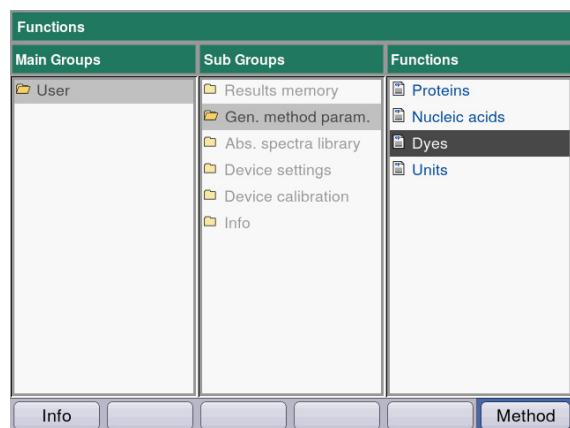 Functions
Main Groups
Sub Groups
Functions
User
Results memory
Gen. method param.
Abs. spectra library
Device settings
Device calibration
Info
Proteins
Nucleic acids
Dyes
Units
Info
Method